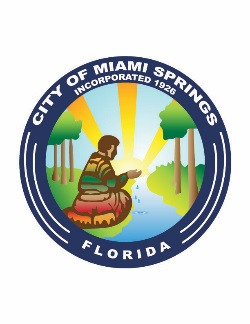 CITY OF MIAMI SPRINGS
INCORPORATED 1926
FLORIDA